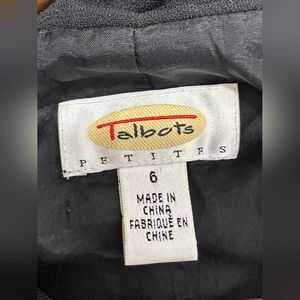 Talbots
PETITES
6
MADE IN
CHINA
FABRIQUÉ EN
CHINE